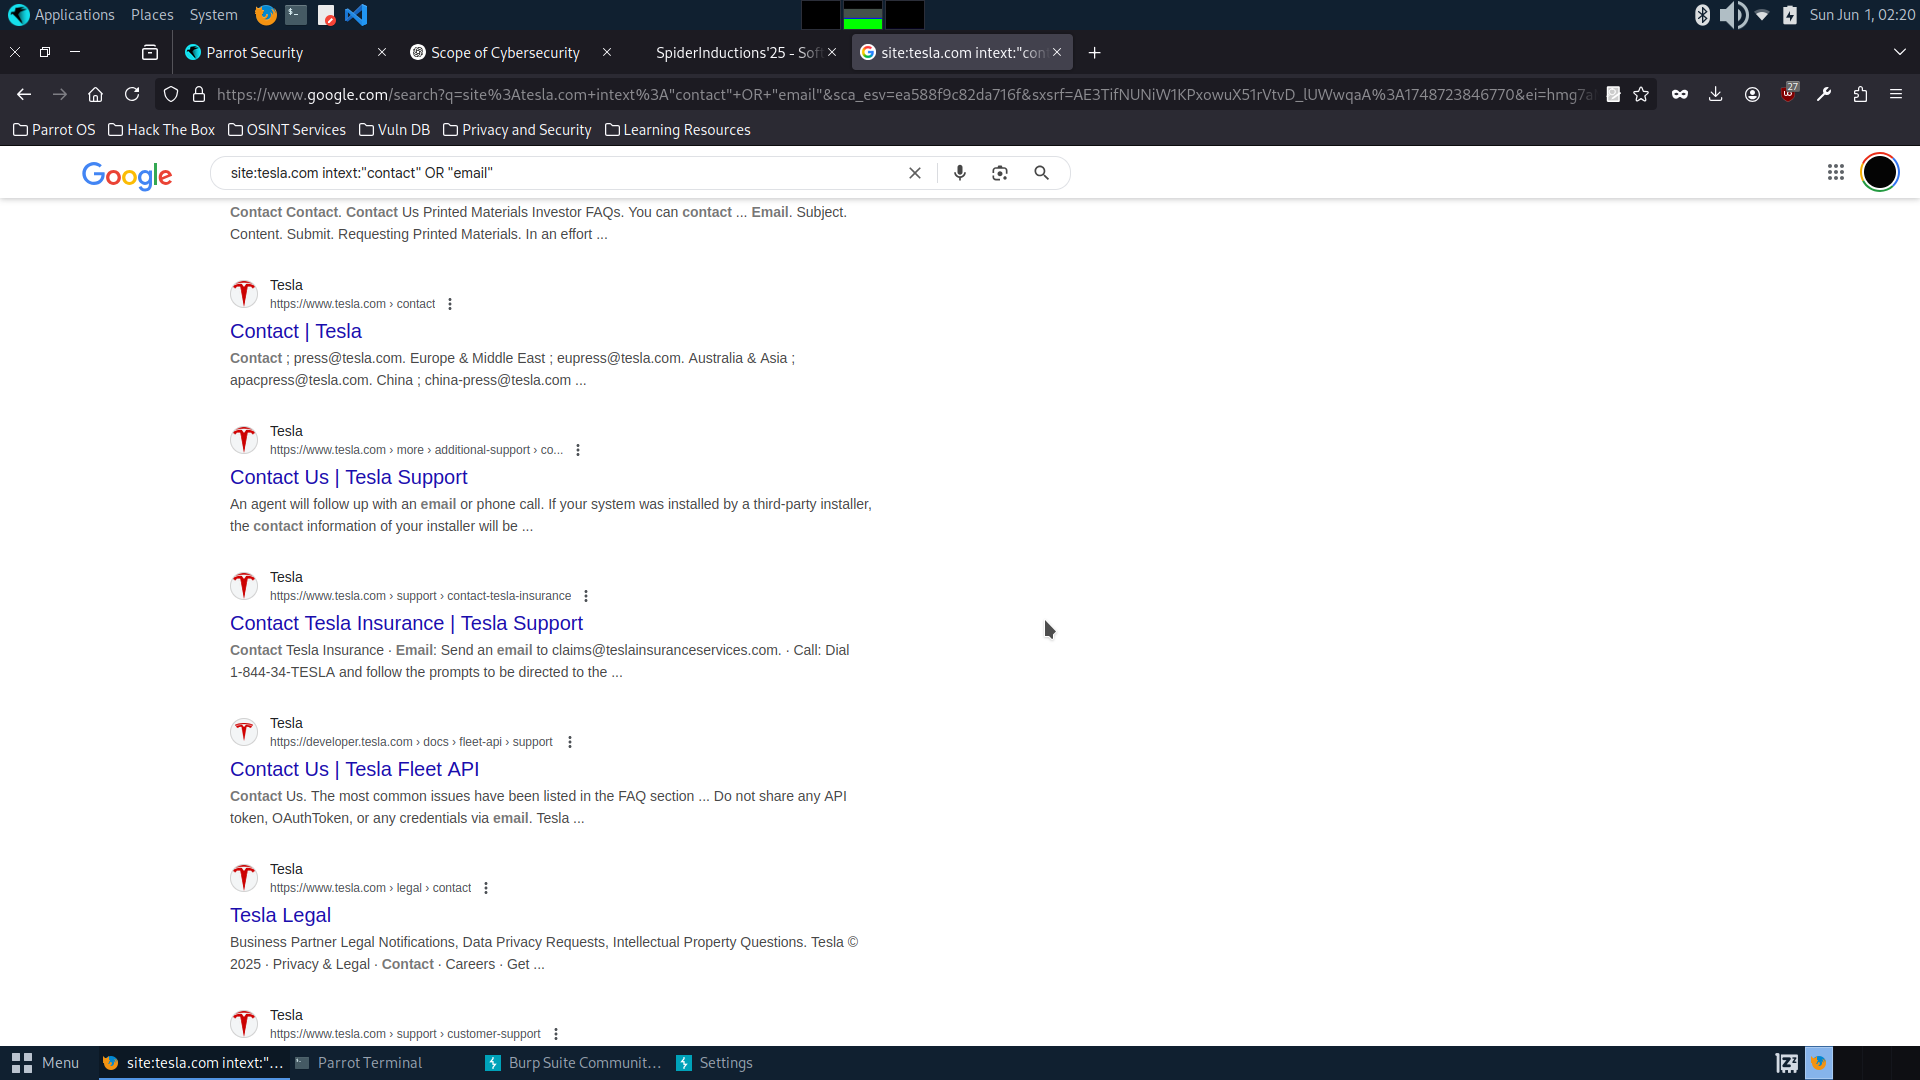 Applications Places System
Sun Jun 1, 02:20
Parrot Security
Scope of Cybersecurity
SpiderInductions'25 - Sof
site:tesla.com intext:"con
https://www.google.com/search?q=site%3Atesla.com+intext%3A"contact"+OR+"email"&sca_esv=ea588f9c82da716f&sxsrf=AE3TifNUNiW1KPxowuX51rVtvD_lUWwqaA%3A1748723846770&ei=hmg7a
27
Parrot OS Hack The Box OSINT Services Vuln DB Privacy and Security Learning Resources
Google
site:tesla.com intext:"contact" OR "email"
Contact Contact. Contact Us Printed Materials Investor FAQs. You can contact ... Email. Subject.
Content. Submit. Requesting Printed Materials. In an effort ...
Tesla
https://www.tesla.com › contact
Contact | Tesla
Contact ; press@tesla.com. Europe & Middle East ; eupress@tesla.com. Australia & Asia ;
apacpress@tesla.com. China ; china-press@tesla.com ...
Tesla
https://www.tesla.com › more › additional-support › co...
Contact Us | Tesla Support
An agent will follow up with an email or phone call. If your system was installed by a third-party installer,
the contact information of your installer will be ...
Tesla
https://www.tesla.com › support › contact-tesla-insurance
Contact Tesla Insurance | Tesla Support
Contact Tesla Insurance · Email: Send an email to claims@teslainsuranceservices.com. · Call: Dial
1-844-34-TESLA and follow the prompts to be directed to the ...
Tesla
https://developer.tesla.com › docs › fleet-api › support
Contact Us | Tesla Fleet API
Contact Us. The most common issues have been listed in the FAQ section ... Do not share any API
token, OAuthToken, or any credentials via email. Tesla ...
Tesla
https://www.tesla.com › legal › contact
Tesla Legal
Business Partner Legal Notifications, Data Privacy Requests, Intellectual Property Questions. Tesla ©
2025 · Privacy & Legal · Contact · Careers · Get ...
Tesla
https://www.tesla.com › support › customer-support
Menu
site:tesla.com intext:"...
Parrot Terminal
Burp Suite Communit...
Settings